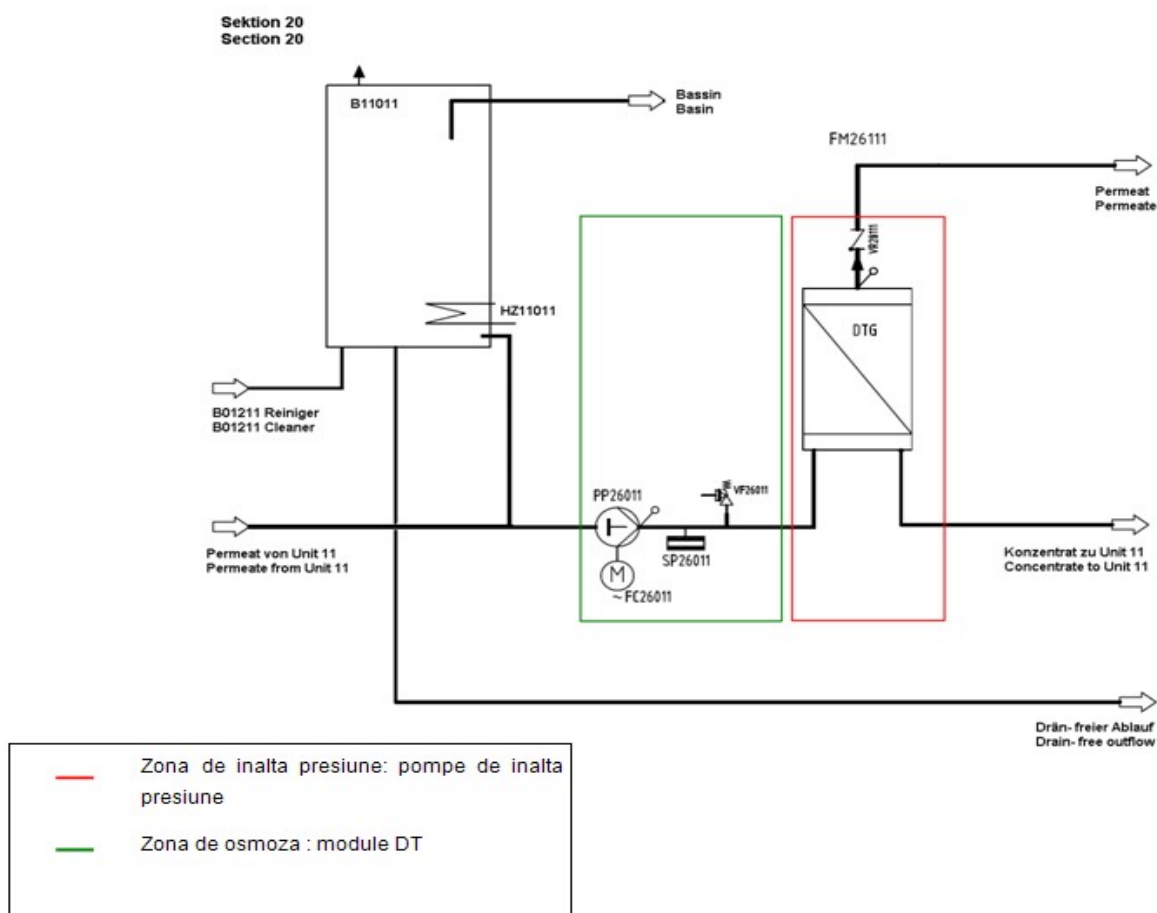 Sektion 20
Section 20
B11011
Bassin
Basin
FM26111
Permeat
Permeate
VR26111
HZ11011
DTG
B01211 Reiniger
B01211 Cleaner
PP26011
VF26011
Permeat von Unit 11
Permeate from Unit 11
SP26011
M
~ FC26011
Konzentrat zu Unit 11
Concentrate to Unit 11
Drän- freier Ablauf
Drain- free outflow
Zona de inalta presiune: pompe de inalta
presiune
Zona de osmoza : module DT